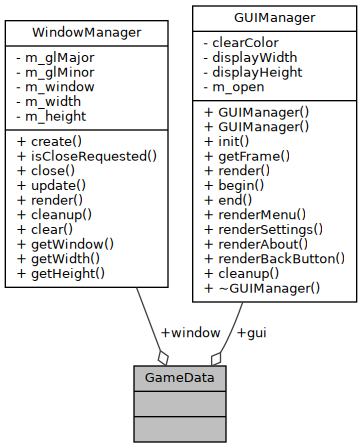 WindowManager
- m_glMajor
- m_glMinor
- m_window
- m_width
- m_height
+ create()
+ isCloseRequested()
+ close()
+ update()
+ render()
+ cleanup()
+ clear()
+ getWindow()
+ getWidth()
+ getHeight()
GUIManager
- clearColor
- displayWidth
- displayHeight
- m_open
+ GUIManager()
+ GUIManager()
+ init()
+ getFrame()
+ render()
+ begin()
+ end()
+ renderMenu()
+ renderSettings()
+ renderAbout()
+ renderBackButton()
+ cleanup()
+ ~GUIManager()
+window
+gui
GameData